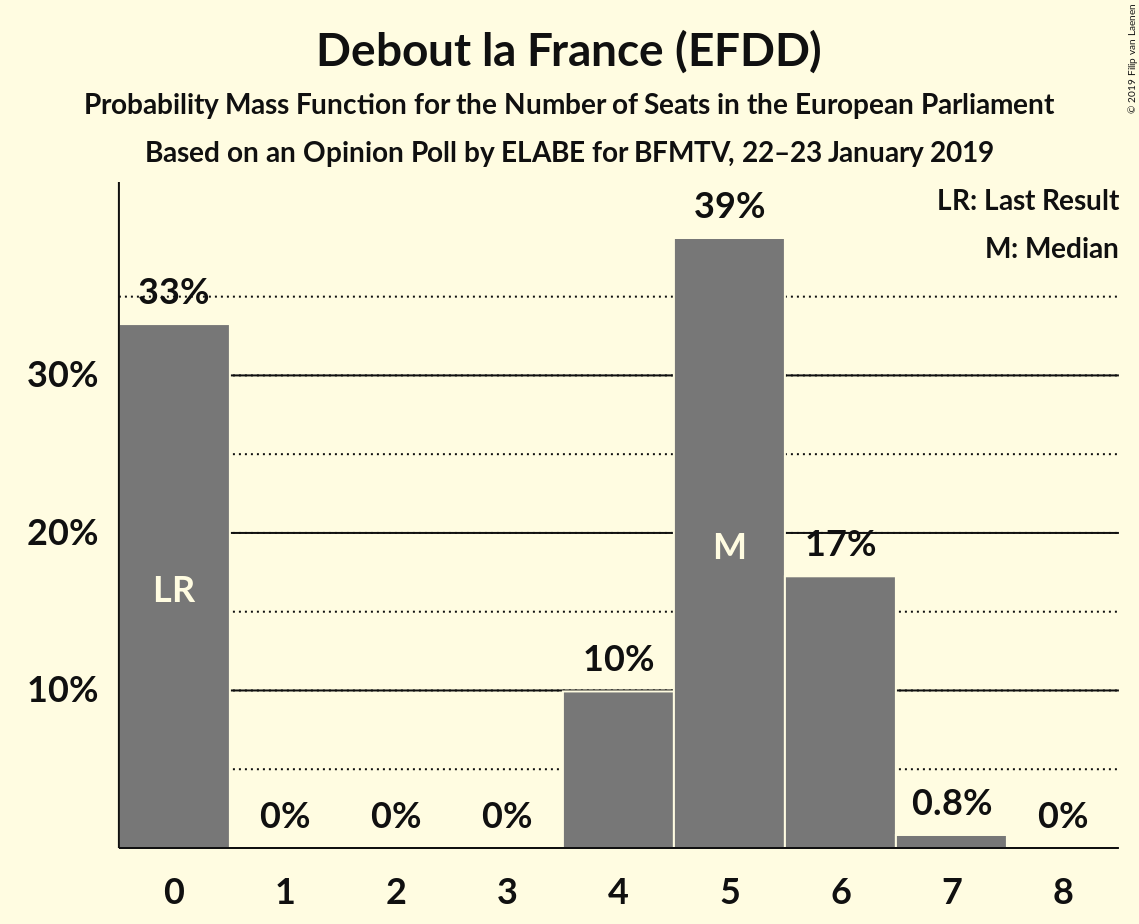 Debout la France (EFDD)
Probability Mass Function for the Number of Seats in the European Parliament
Based on an Opinion Poll by ELABE for BFMTV, 22–23 January 2019
© 2019 Filip van Laenen
LR: Last Result
M: Median
39%
33%
30%
20%
17%
M
LR
10%
10%
0%
0%
0%
0.8%
0%
0 1 2 3 4 5 6 7 8